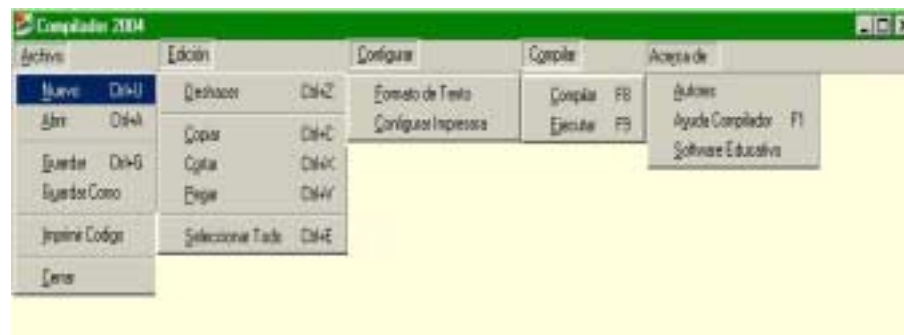 Compilador 2004
Archivo Edición Configurar Compilar Acerca de
Nuevo Ctrl+U
Abrir Ctrl+A
Guardar Ctrl+G
Guardar Como
Imprimir Codigo
Cerrar
Deshacer Ctrl+Z
Copiar Ctrl+C
Cortar Ctrl+X
Pegar Ctrl+V
Seleccionar Todo Ctrl+E
Formato de Texto
Configurar Impresora
Compilar F8
Ejecutar F9
Autores
Ayuda Compilador F1
Software Educativo